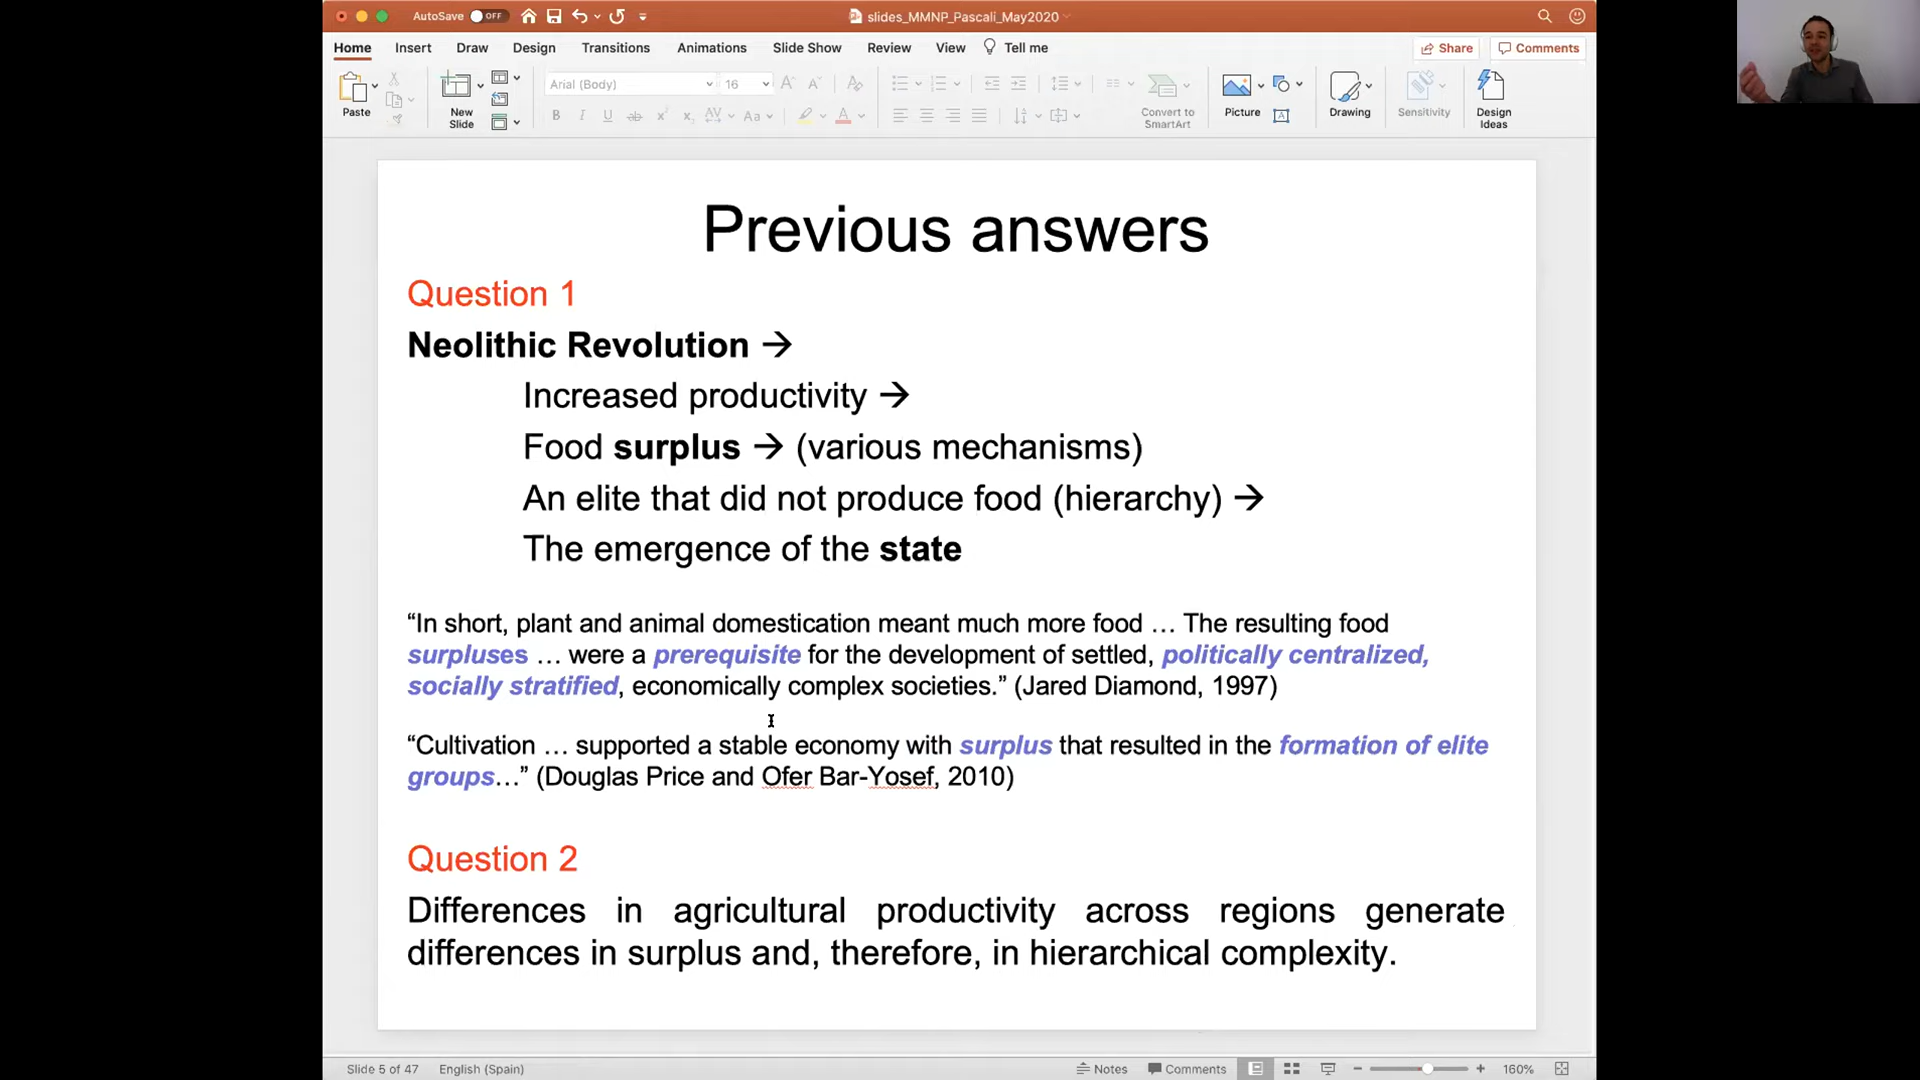 AutoSave OFF
slides_MMNP_Pascali_May2020
Home Insert Draw Design Transitions Animations Slide Show Review View Tell me Share Comments
Paste
New Slide
Arial (Body) 16
Convert to SmartArt
Picture
Drawing
Sensitivity
Design Ideas
Previous answers
Question 1
Neolithic Revolution →
Increased productivity →
Food surplus → (various mechanisms)
An elite that did not produce food (hierarchy) →
The emergence of the state
“In short, plant and animal domestication meant much more food … The resulting food
surpluses … were a prerequisite for the development of settled, politically centralized,
socially stratified, economically complex societies.” (Jared Diamond, 1997)
“Cultivation … supported a stable economy with surplus that resulted in the formation of elite
groups…” (Douglas Price and Ofer Bar-Yosef, 2010)
Question 2
Differences in agricultural productivity across regions generate
differences in surplus and, therefore, in hierarchical complexity.
Slide 5 of 47 English (Spain) Notes Comments 160%